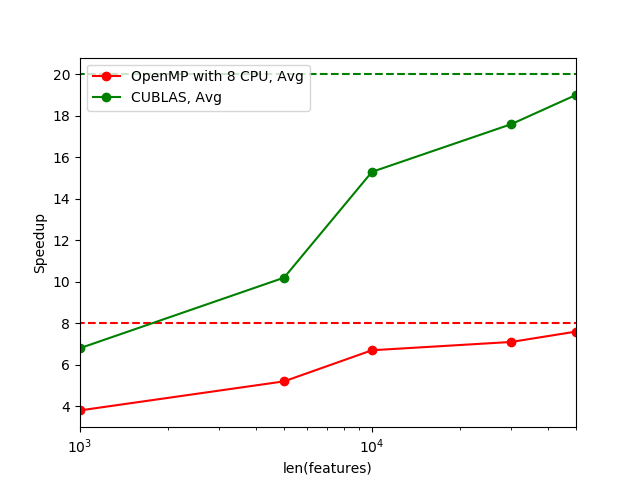 OpenMP with 8 CPU, Avg
CUBLAS, Avg
20
18
16
14
12
10
8
6
4
Speedup
10³
10⁴
len(features)